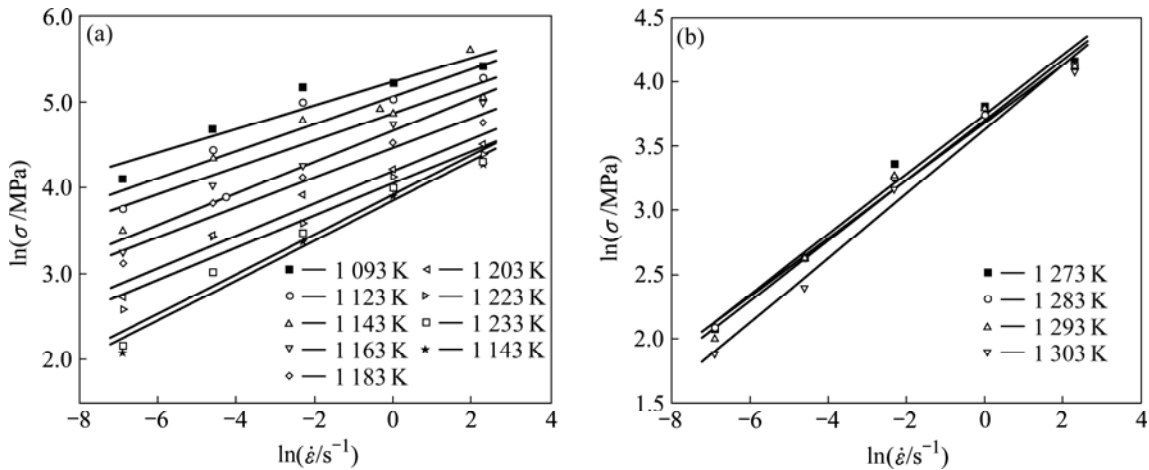 (a)
6.0
5.0
4.0
3.0
2.0
ln(σ/MPa)
1 093 K
1 123 K
1 143 K
1 163 K
1 183 K
1 203 K
1 223 K
1 233 K
1 143 K
−8 −6 −4 −2 0 2 4
ln(ε̇/s⁻¹)
(b)
4.5
4.0
3.5
3.0
2.5
2.0
1.5
ln(σ/MPa)
1 273 K
1 283 K
1 293 K
1 303 K
−8 −6 −4 −2 0 2 4
ln(ε̇/s⁻¹)